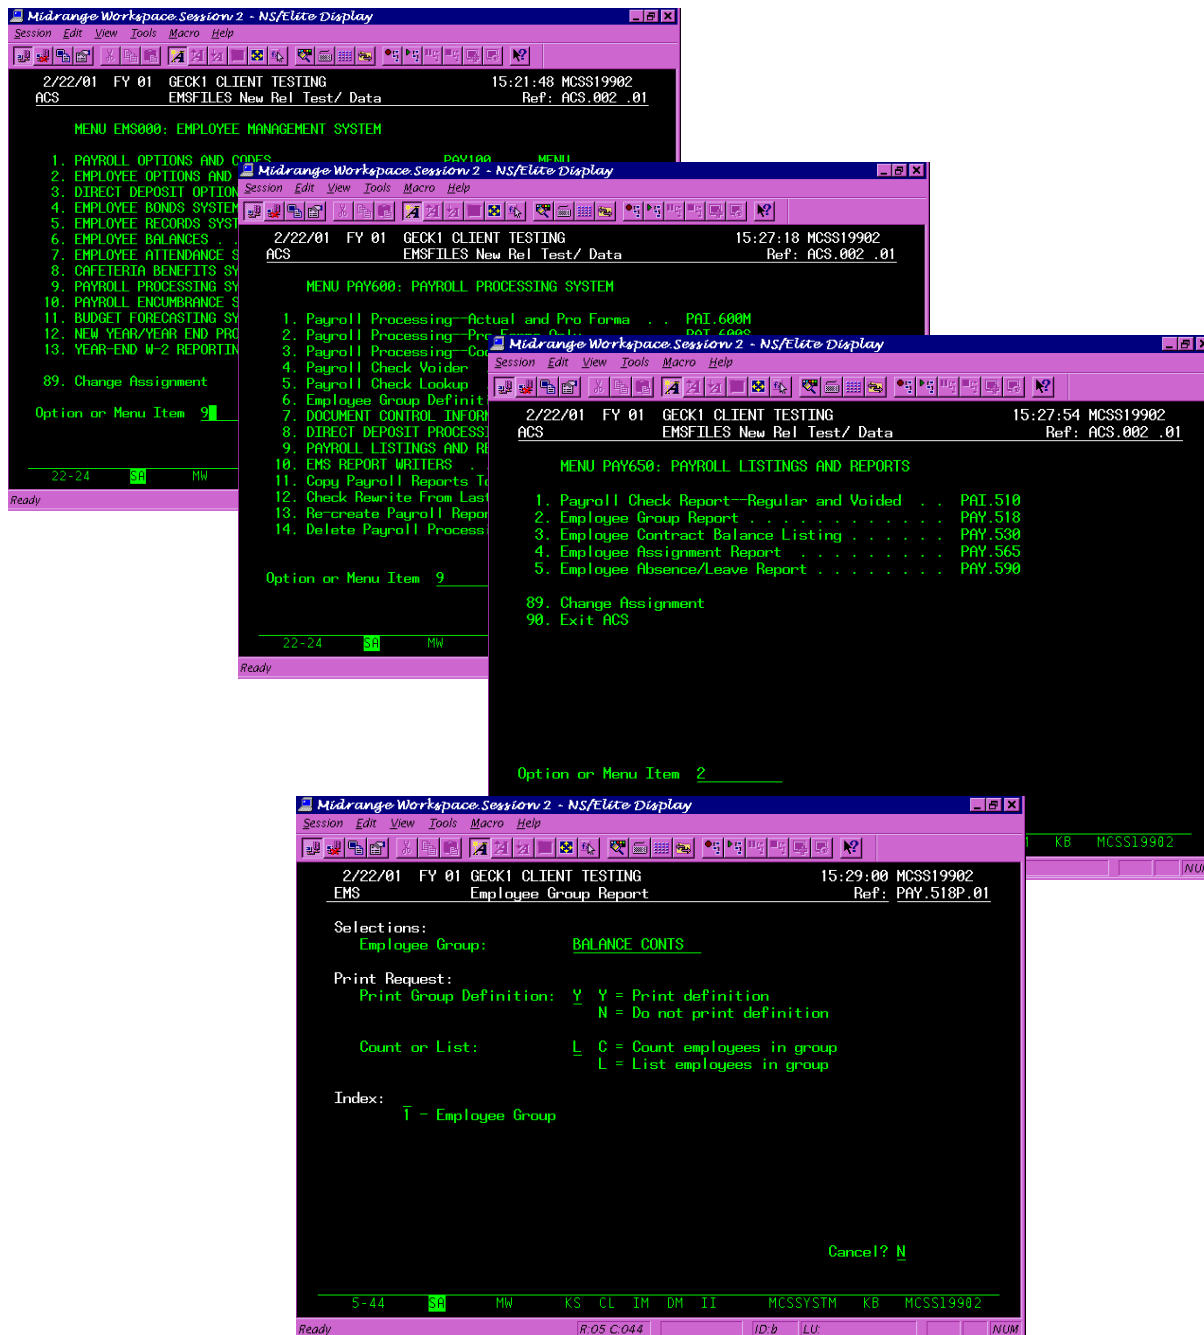 Midrange Workspace.Session 2 - NS/Elite Display
Session Edit View Tools Macro Help
2/22/01 FY 01 GECK1 CLIENT TESTING 15:21:48 MCSS19902
ACS EMSFILES New Rel Test/ Data Ref: ACS.002 .01
MENU EMS000: EMPLOYEE MANAGEMENT SYSTEM
1. PAYROLL OPTIONS AND CODES PAY100 MENU
2. EMPLOYEE OPTIONS AND
3. DIRECT DEPOSIT OPTION
4. EMPLOYEE BONDS SYSTEM
5. EMPLOYEE RECORDS SYST
6. EMPLOYEE BALANCES . .
7. EMPLOYEE ATTENDANCE S
8. CAFETERIA BENEFITS SY
9. PAYROLL PROCESSING SY
10. PAYROLL ENCUMBRANCE S
11. BUDGET FORECASTING SY
12. NEW YEAR/YEAR END PRO
13. YEAR-END W-2 REPORTIN
89. Change Assignment
Option or Menu Item 9
22-24 SA MW
Ready
Midrange Workspace.Session 2 - NS/Elite Display
Session Edit View Tools Macro Help
2/22/01 FY 01 GECK1 CLIENT TESTING 15:27:18 MCSS19902
ACS EMSFILES New Rel Test/ Data Ref: ACS.002 .01
MENU PAY600: PAYROLL PROCESSING SYSTEM
1. Payroll Processing--Actual and Pro Forma . . PAI.600M
2. Payroll Processing--Pro Forma Only PAI.600S
3. Payroll Processing--Co
4. Payroll Check Voider
5. Payroll Check Lookup
6. Employee Group Definit
7. DOCUMENT CONTROL INFOR
8. DIRECT DEPOSIT PROCESS
9. PAYROLL LISTINGS AND RE
10. EMS REPORT WRITERS .
11. Copy Payroll Reports T
12. Check Rewrite From Las
13. Re-create Payroll Repor
14. Delete Payroll Process
Option or Menu Item 9
22-24 SA MW
Ready
Midrange Workspace.Session 2 - NS/Elite Display
Session Edit View Tools Macro Help
2/22/01 FY 01 GECK1 CLIENT TESTING 15:27:54 MCSS19902
ACS EMSFILES New Rel Test/ Data Ref: ACS.002 .01
MENU PAY650: PAYROLL LISTINGS AND REPORTS
1. Payroll Check Report--Regular and Voided . . PAI.510
2. Employee Group Report . . . . . . . . . . . . PAY.518
3. Employee Contract Balance Listing . . . . . . PAY.530
4. Employee Assignment Report . . . . . . . . . PAY.565
5. Employee Absence/Leave Report . . . . . . . . PAY.590
89. Change Assignment
90. Exit ACS
Option or Menu Item 2
KB MCSS19902
NU
Midrange Workspace.Session 2 - NS/Elite Display
Session Edit View Tools Macro Help
2/22/01 FY 01 GECK1 CLIENT TESTING 15:29:00 MCSS19902
EMS Employee Group Report Ref: PAY.518P.01
Selections:
Employee Group: BALANCE CONTS
Print Request:
Print Group Definition: Y Y = Print definition
N = Do not print definition
Count or List: L C = Count employees in group
L = List employees in group
Index:
1 - Employee Group
Cancel? N
5-44 SA MW KS CL IM DM II MCSSYSTM KB MCSS19902
Ready R:05 C:044 ID:b LU: NUM